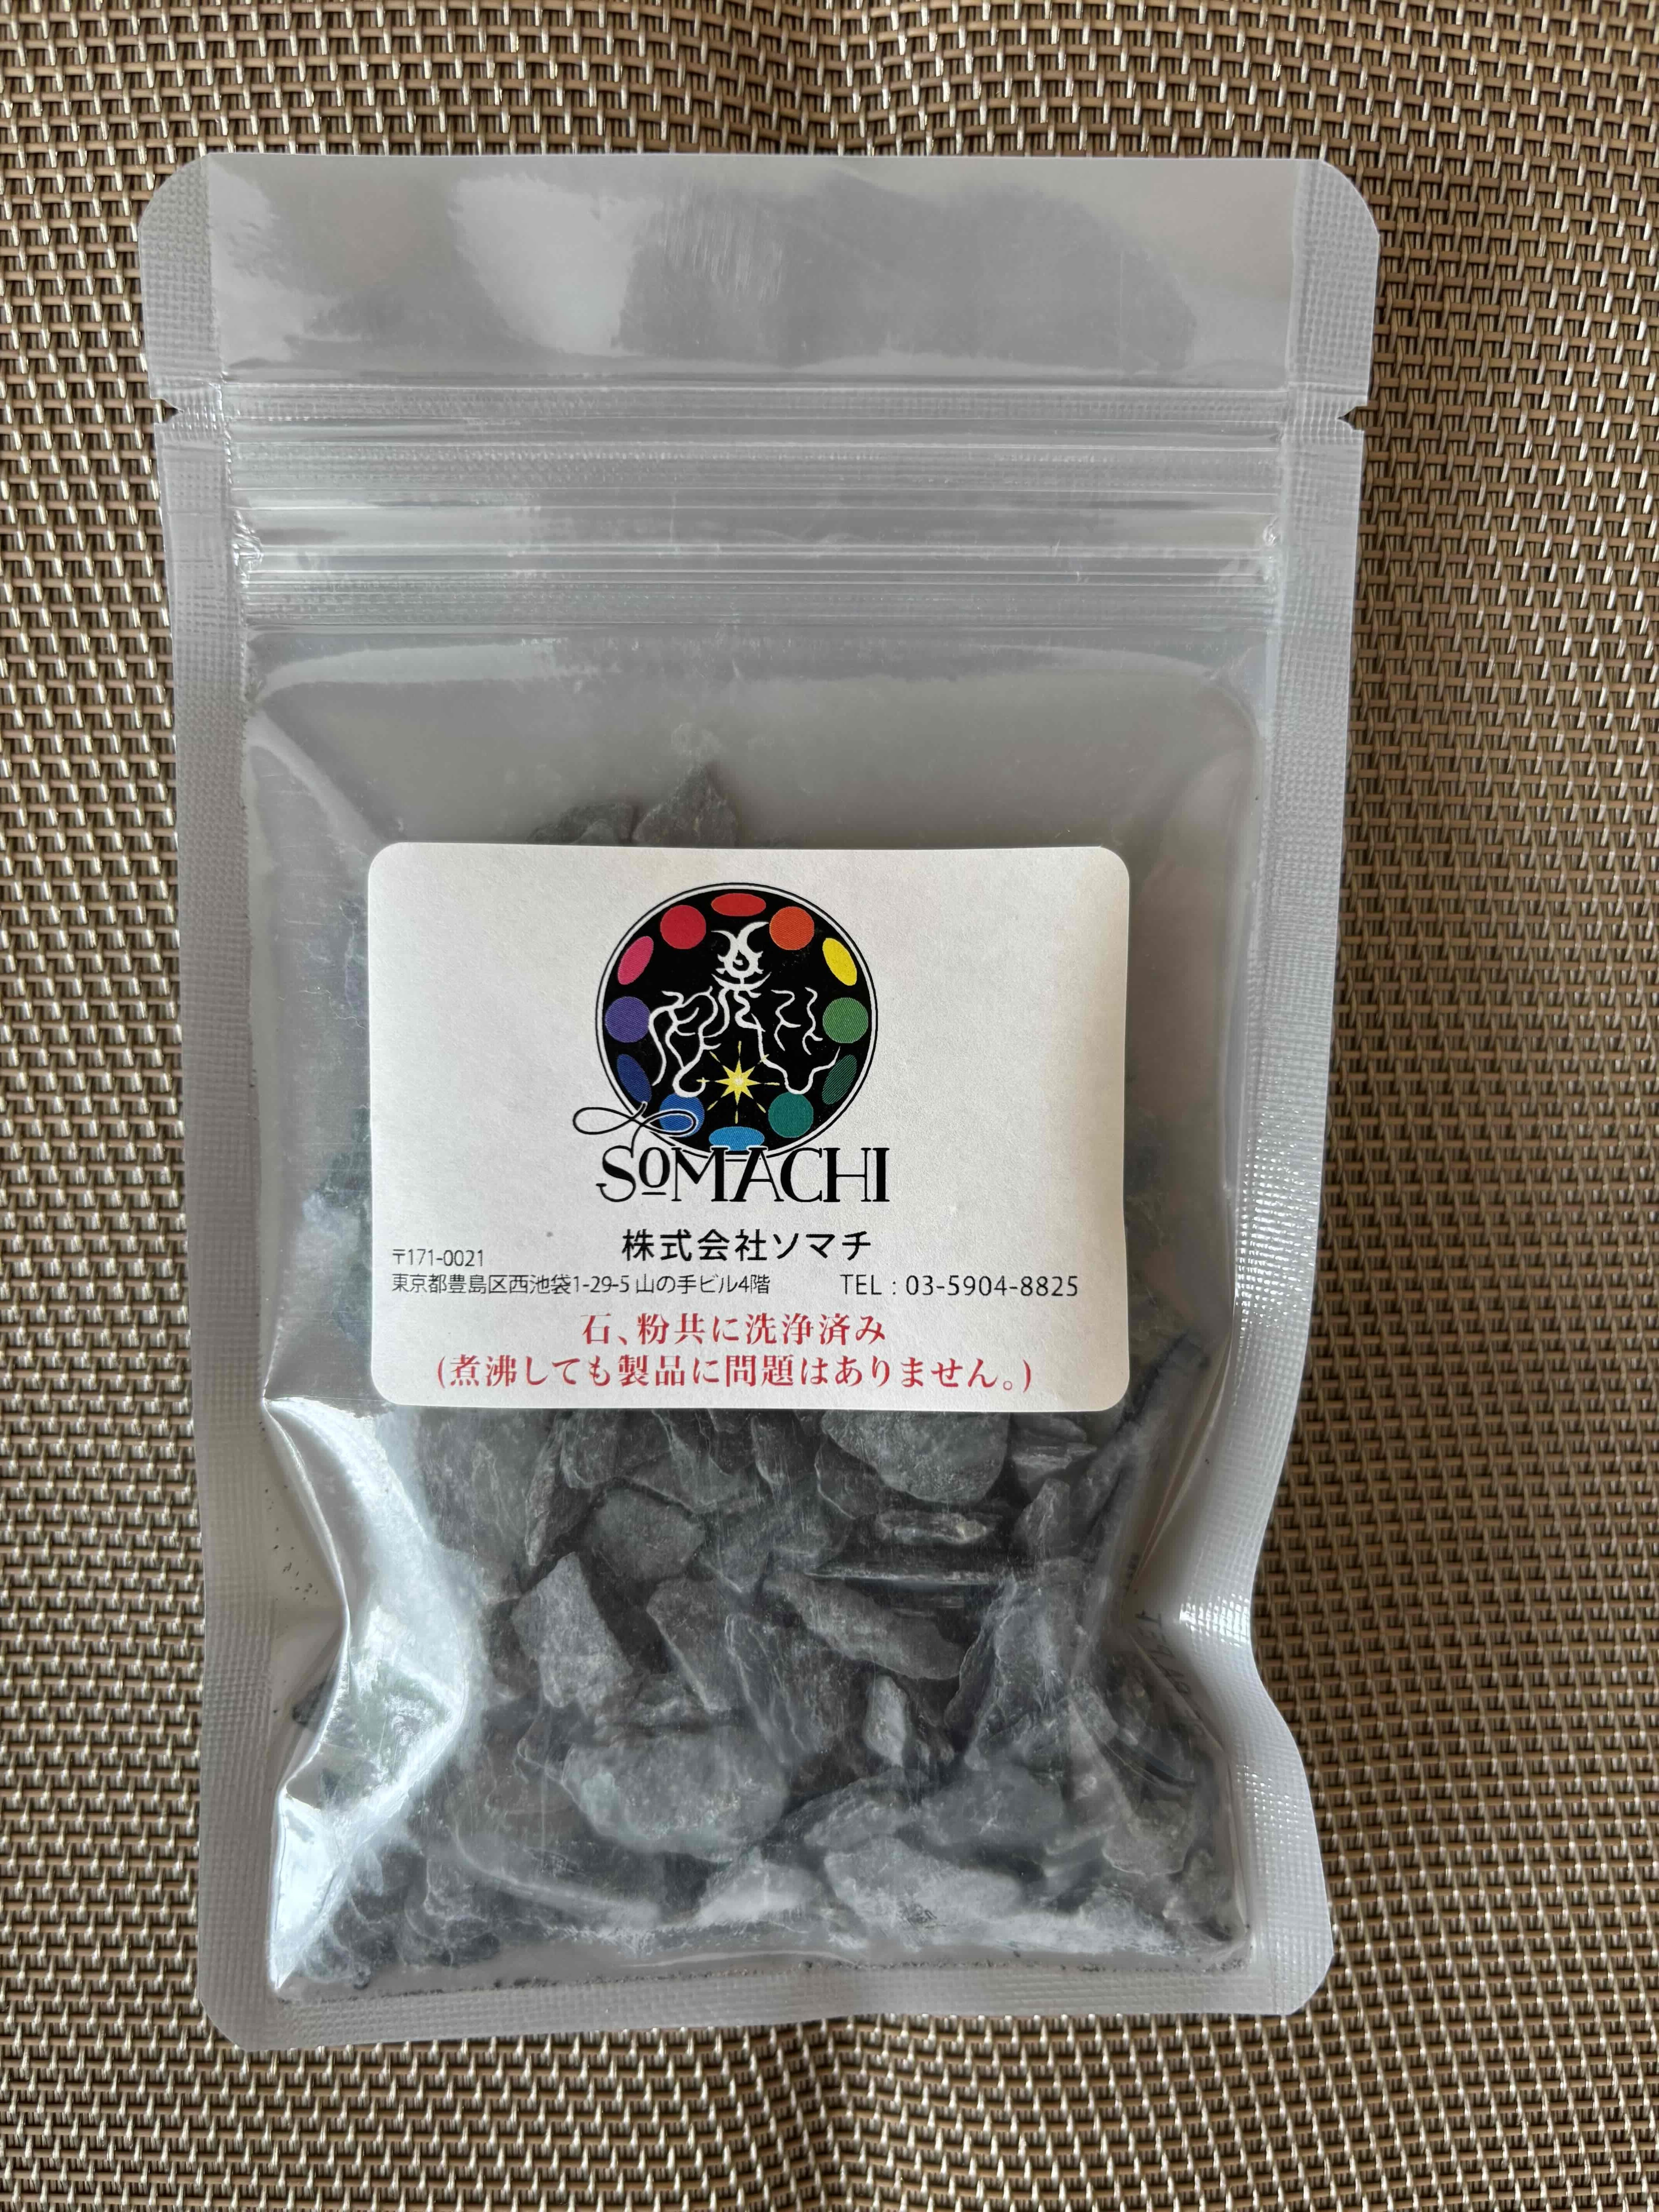 SOMACHI
株式会社ソマチ
〒171-0021
東京都豊島区西池袋1-29-5 山の手ビル4階 TEL : 03-5904-8825
石、粉共に洗浄済み
(煮沸しても製品に問題はありません。)